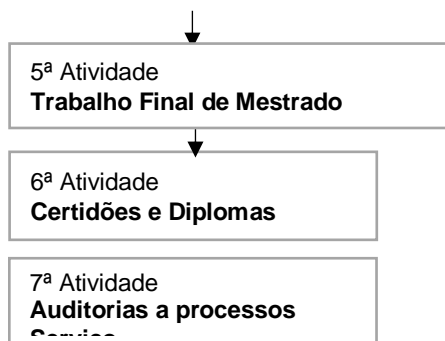 5ª Atividade
Trabalho Final de Mestrado
6ª Atividade
Certidões e Diplomas
7ª Atividade
Auditorias a processos